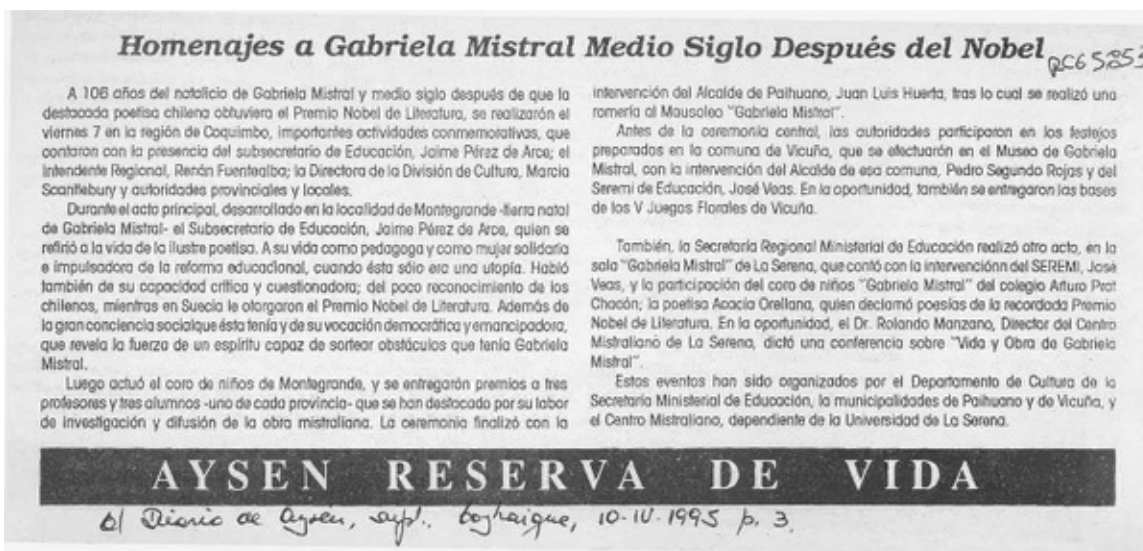 Homenajes a Gabriela Mistral Medio Siglo Después del Nobel
A 106 años del natalicio de Gabriela Mistral y medio siglo después de que la
destacada poetisa chilena obtuviera el Premio Nobel de Literatura, se realizarón el
viernes 7 en la región de Coquimbo, importantes actividades conmemorativas, que
contaron con la presencia del subsecretario de Educación, Jaime Pérez de Arce; el
Intendente Regional, Renán Fuentealba; la Directora de la División de Cultura, Marcia
Scantlebury y autoridades provinciales y locales.
Durante el acto principal, desarrollado en la localidad de Montegrande -tierra natal
de Gabriela Mistral- el Subsecretario de Educación, Jaime Pérez de Arce, quien se
refirió a la vida de la ilustre poetisa. A su vida como pedagoga y como mujer solidaria
e impulsadora de la reforma educacional, cuando ésta sólo era una utopía. Habló
también de su capacidad crítica y cuestionadora; del poco reconocimiento de los
chilenos, mientras en Suecia le otorgaron el Premio Nobel de Literatura. Además de
la gran conciencia socialque ésta tenía y de su vocación democrática y emancipadora,
que revela la fuerza de un espíritu capaz de sortear obstáculos que tenía Gabriela
Mistral.
Luego actuó el coro de niños de Montegrande, y se entregarón premios a tres
profesores y tres alumnos -uno de cada provincia- que se han destacado por su labor
de investigación y difusión de la obra mistraliana. La ceremonia finalizó con la
intervención del Alcalde de Paihuano, Juan Luis Huerta, tras lo cual se realizó una
romería al Mausoleo "Gabriela Mistral".
Antes de la ceremonia central, las autoridades participaron en los festejos
preparados en la comuna de Vicuña, que se efectuarón en el Museo de Gabriela
Mistral, con la intervención del Alcalde de esa comuna, Pedro Segundo Rojas y del
Seremi de Educación, José Veas. En la oportunidad, también se entregaron las bases
de los V Juegos Florales de Vicuña.
También, la Secretaría Regional Ministerial de Educación realizó otro acto, en la
sala "Gabriela Mistral" de La Serena, que contó con la intervenciónn del SEREMI, José
Veas, y la participación del coro de niños "Gabriela Mistral" del colegio Arturo Prat
Chacón; la poetisa Acacia Orellana, quien declamó poesías de la recordada Premio
Nobel de Literatura. En la oportunidad, el Dr. Rolando Manzano, Director del Centro
Mistraliano de La Serena, dictó una conferencia sobre "Vida y Obra de Gabriela
Mistral".
Estos eventos han sido organizados por el Departamento de Cultura de la
Secretaría Ministerial de Educación, la municipalidades de Paihuano y de Vicuña, y
el Centro Mistraliano, dependiente de la Universidad de La Serena.
AYSEN RESERVA DE VIDA
El Diario de Aysén, supl. Coyhaique, 10-IV-1995 p. 3.